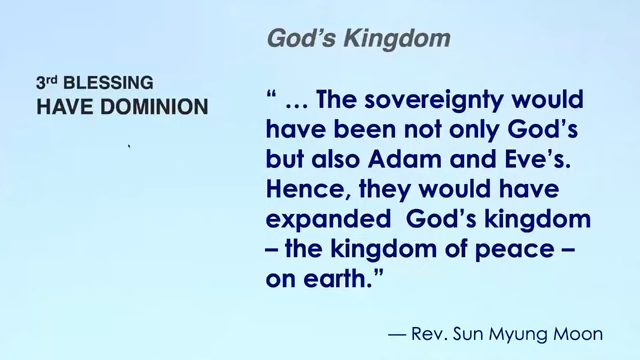 God's Kingdom
3rd BLESSING
HAVE DOMINION
“ … The sovereignty would
have been not only God’s
but also Adam and Eve’s.
Hence, they would have
expanded God’s kingdom
– the kingdom of peace –
on earth.”
— Rev. Sun Myung Moon